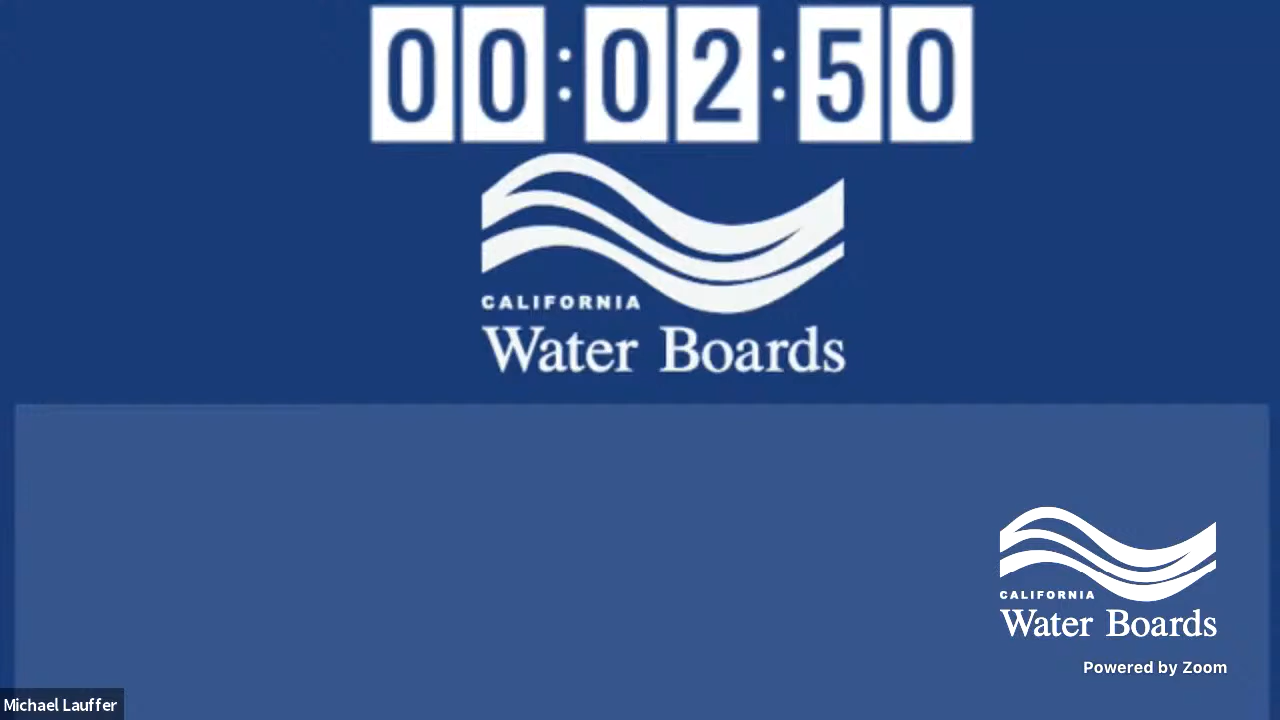 00:02:50
CALIFORNIA
Water Boards
CALIFORNIA
Water Boards
Powered by Zoom
Michael Lauffer